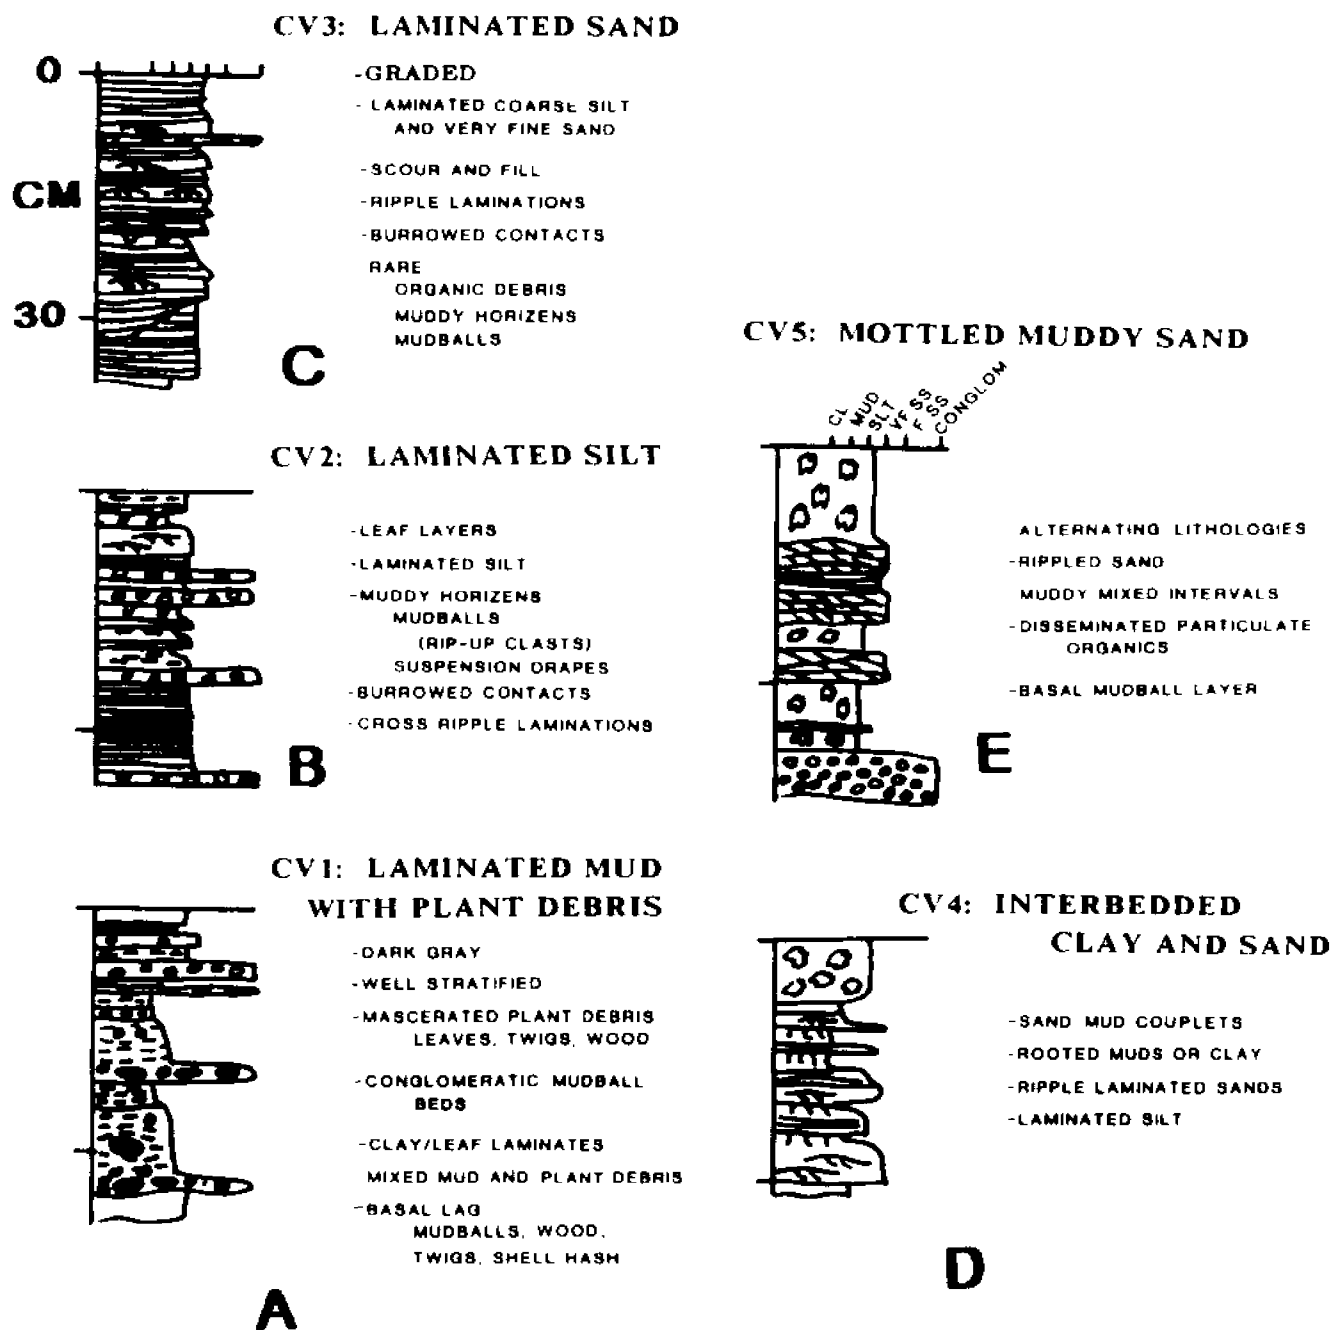 CV3: LAMINATED SAND
0
CM
30
-GRADED
- LAMINATED COARSE SILT
AND VERY FINE SAND
-SCOUR AND FILL
-RIPPLE LAMINATIONS
-BURROWED CONTACTS
RARE
ORGANIC DEBRIS
MUDDY HORIZENS
MUDBALLS
C
CV2: LAMINATED SILT
-LEAF LAYERS
-LAMINATED SILT
-MUDDY HORIZENS
MUDBALLS
(RIP-UP CLASTS)
SUSPENSION DRAPES
-BURROWED CONTACTS
-CROSS RIPPLE LAMINATIONS
B
CV1: LAMINATED MUD
WITH PLANT DEBRIS
-DARK GRAY
-WELL STRATIFIED
-MASCERATED PLANT DEBRIS
LEAVES, TWIGS, WOOD
-CONGLOMERATIC MUDBALL
BEDS
-CLAY/LEAF LAMINATES
MIXED MUD AND PLANT DEBRIS
-BASAL LAG
MUDBALLS, WOOD,
TWIGS, SHELL HASH
A
CV5: MOTTLED MUDDY SAND
CL
MUD
SLT
VF SS
F SS
CONGLOM
ALTERNATING LITHOLOGIES
-RIPPLED SAND
MUDDY MIXED INTERVALS
-DISSEMINATED PARTICULATE
ORGANICS
-BASAL MUDBALL LAYER
E
CV4: INTERBEDDED
CLAY AND SAND
-SAND MUD COUPLETS
-ROOTED MUDS OR CLAY
-RIPPLE LAMINATED SANDS
-LAMINATED SILT
D